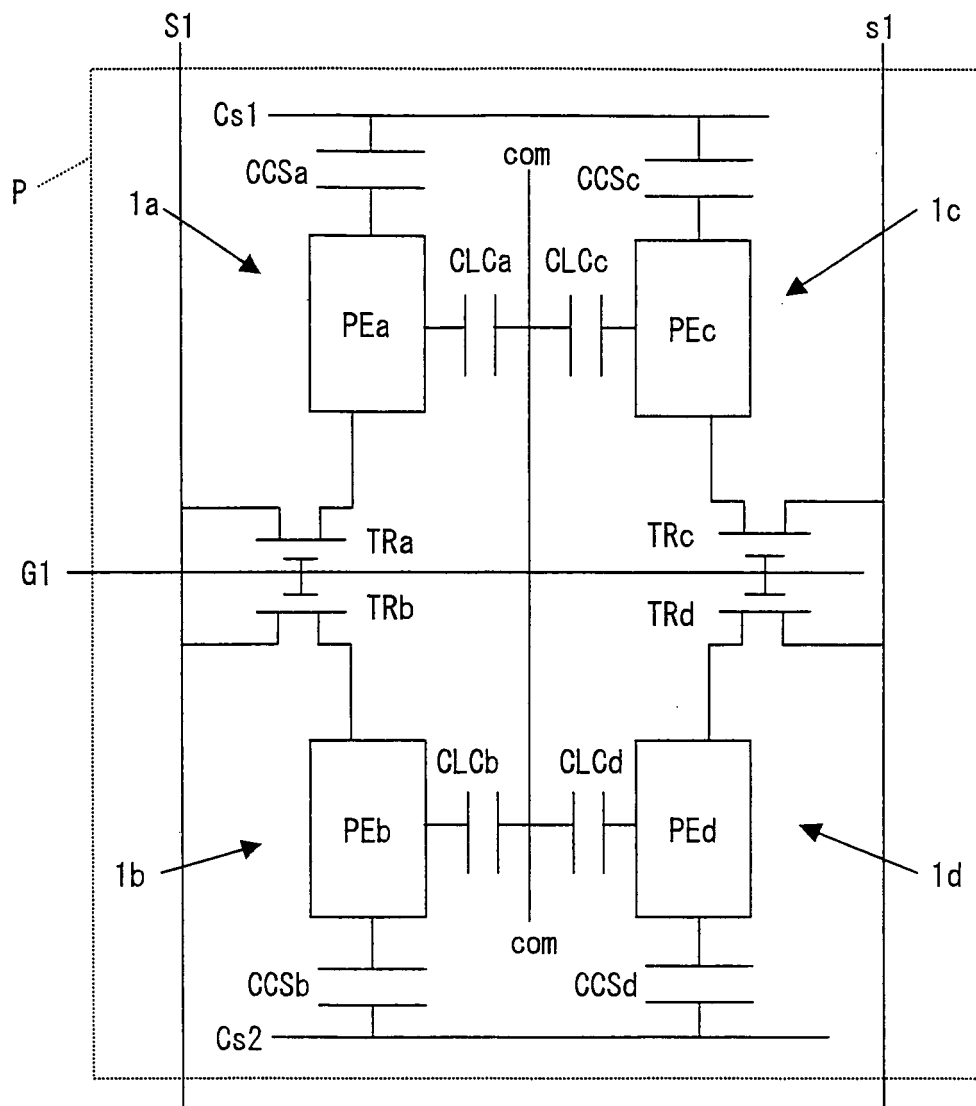 S1
s1
Cs1
com
CCSa
CCSc
P
1a
1c
CLCa
CLCc
PEa
PEc
TRa
TRc
G1
TRb
TRd
CLCb
CLCd
PEb
PEd
1b
1d
com
CCSb
CCSd
Cs2